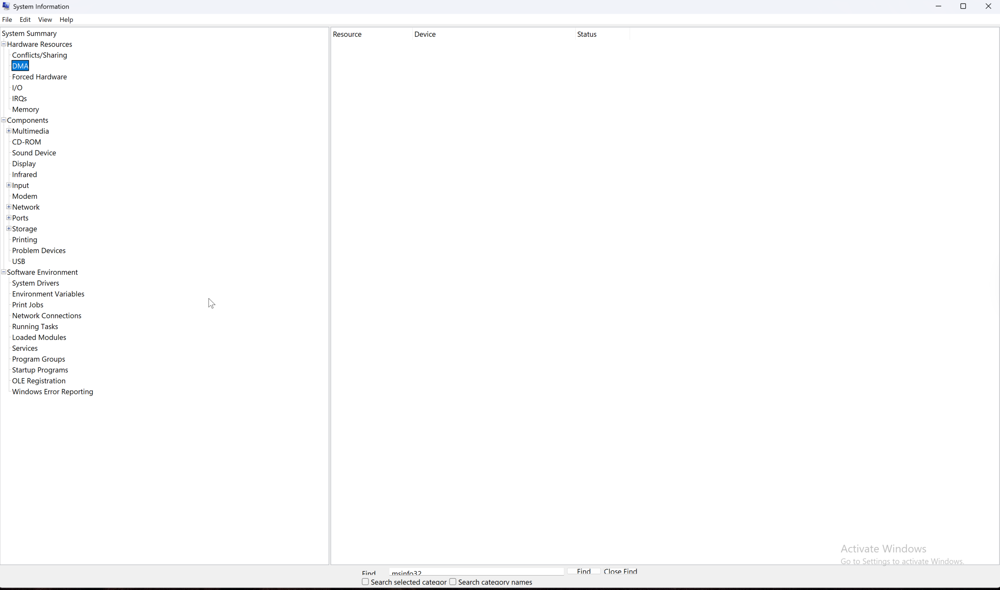 System Information
File Edit View Help
System Summary
Hardware Resources
Conflicts/Sharing
DMA
Forced Hardware
I/O
IRQs
Memory
Components
Multimedia
CD-ROM
Sound Device
Display
Infrared
Input
Modem
Network
Ports
Storage
Printing
Problem Devices
USB
Software Environment
System Drivers
Environment Variables
Print Jobs
Network Connections
Running Tasks
Loaded Modules
Services
Program Groups
Startup Programs
OLE Registration
Windows Error Reporting
Resource Device Status
Activate Windows
Go to Settings to activate Windows.
Find msinfo32 Find Close Find
Search selected categor Search category names